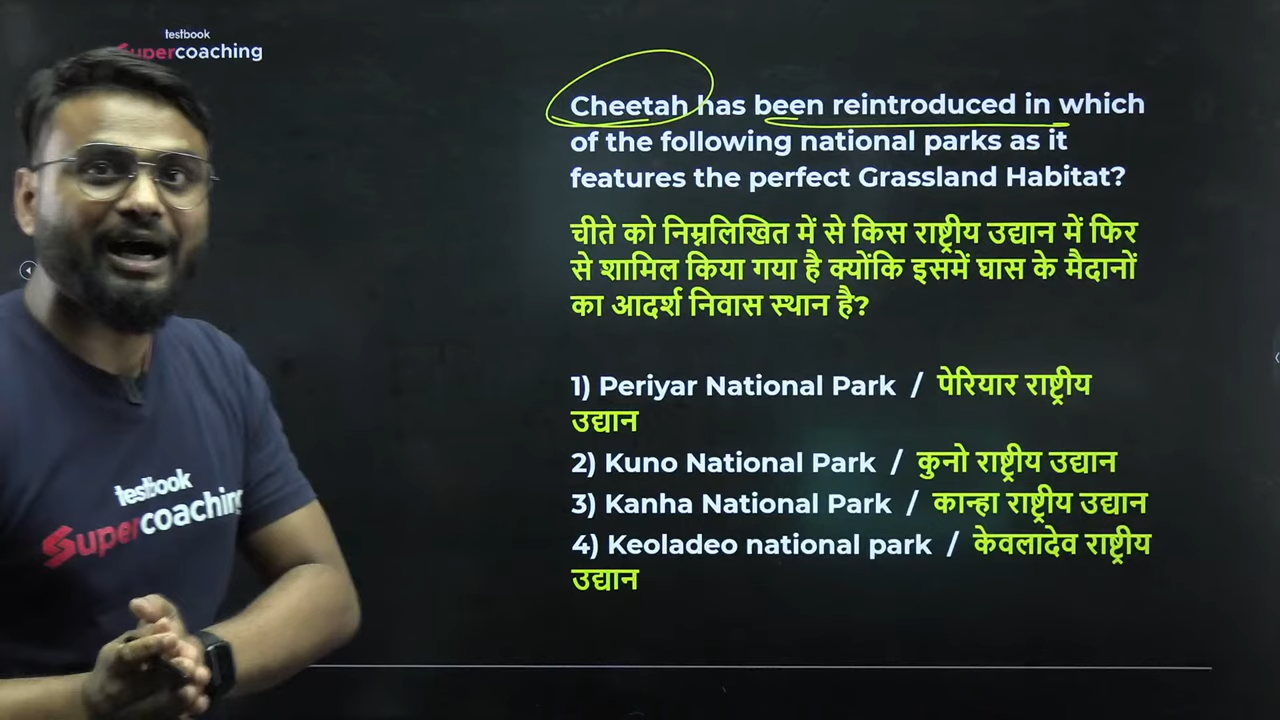 testbook
Supercoaching
Cheetah has been reintroduced in which
of the following national parks as it
features the perfect Grassland Habitat?
चीते को निम्नलिखित में से किस राष्ट्रीय उद्यान में फिर
से शामिल किया गया है क्योंकि इसमें घास के मैदानों
का आदर्श निवास स्थान है?
1) Periyar National Park / पेरियार राष्ट्रीय
उद्यान
2) Kuno National Park / कुनो राष्ट्रीय उद्यान
3) Kanha National Park / कान्हा राष्ट्रीय उद्यान
4) Keoladeo national park / केवलादेव राष्ट्रीय
उद्यान
testbook
Supercoaching